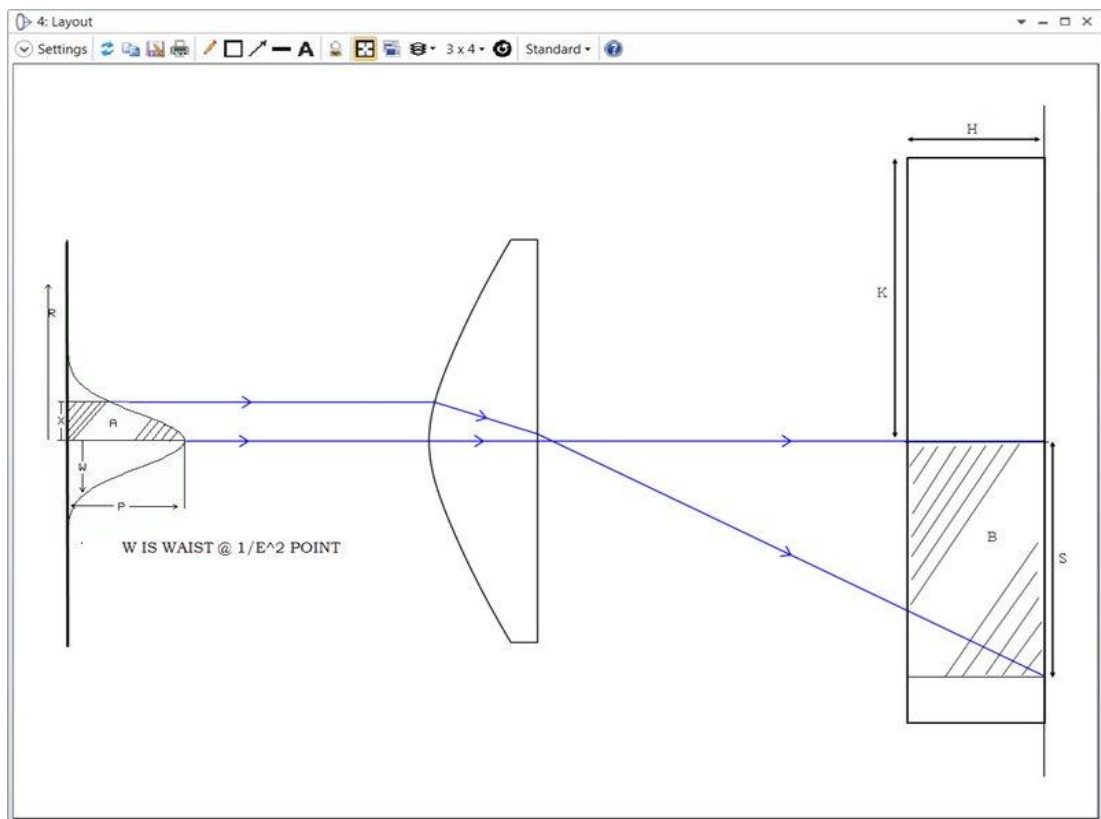 4: Layout
Settings
A
3 x 4
Standard
H
K
R
X
A
W
P
B
S
W IS WAIST @ 1/E^2 POINT